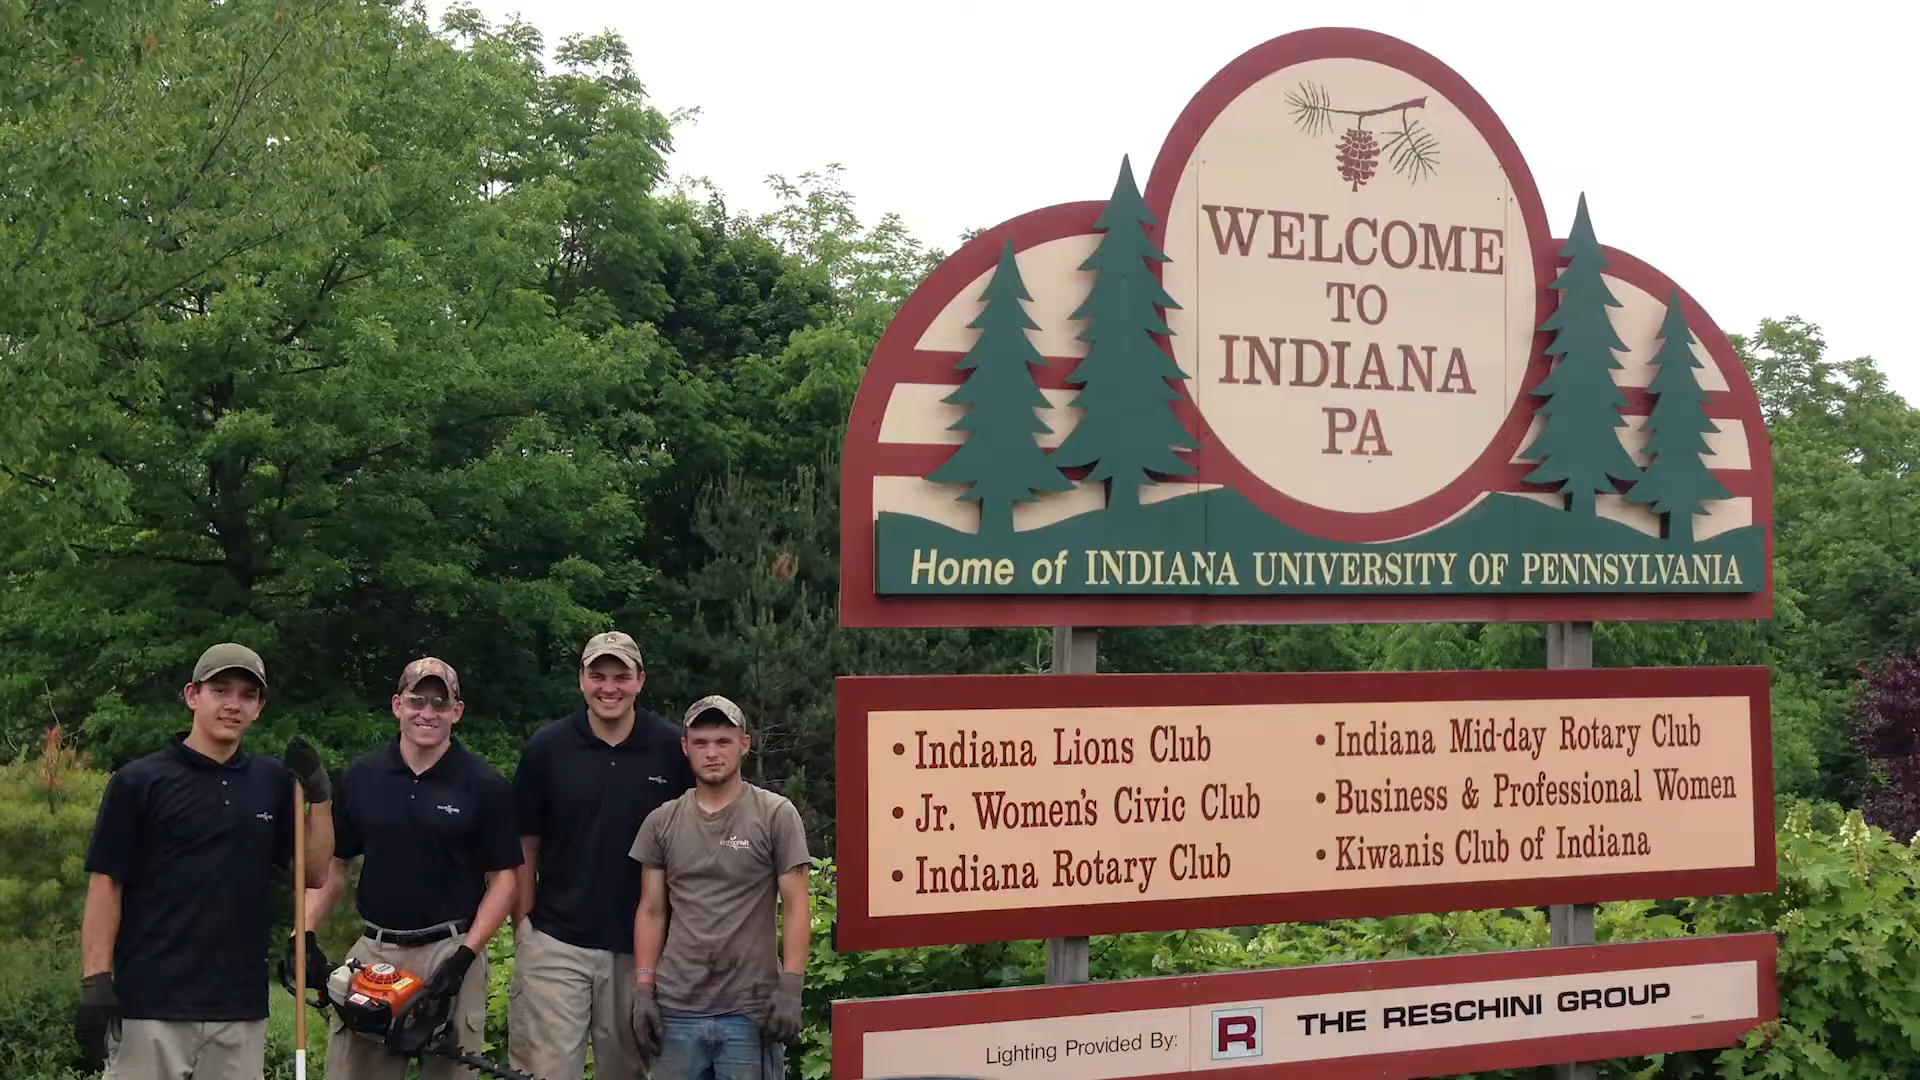 WELCOME
TO
INDIANA
PA
Home of INDIANA UNIVERSITY OF PENNSYLVANIA
• Indiana Lions Club
• Jr. Women's Civic Club
• Indiana Rotary Club
• Indiana Mid-day Rotary Club
• Business & Professional Women
• Kiwanis Club of Indiana
Lighting Provided By:
R
THE RESCHINI GROUP